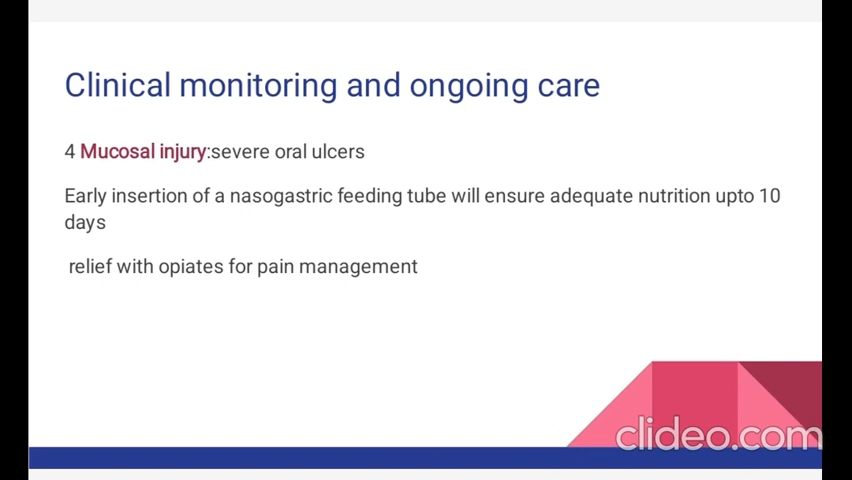 Clinical monitoring and ongoing care
4 Mucosal injury:severe oral ulcers
Early insertion of a nasogastric feeding tube will ensure adequate nutrition upto 10
days
relief with opiates for pain management
clideo.com